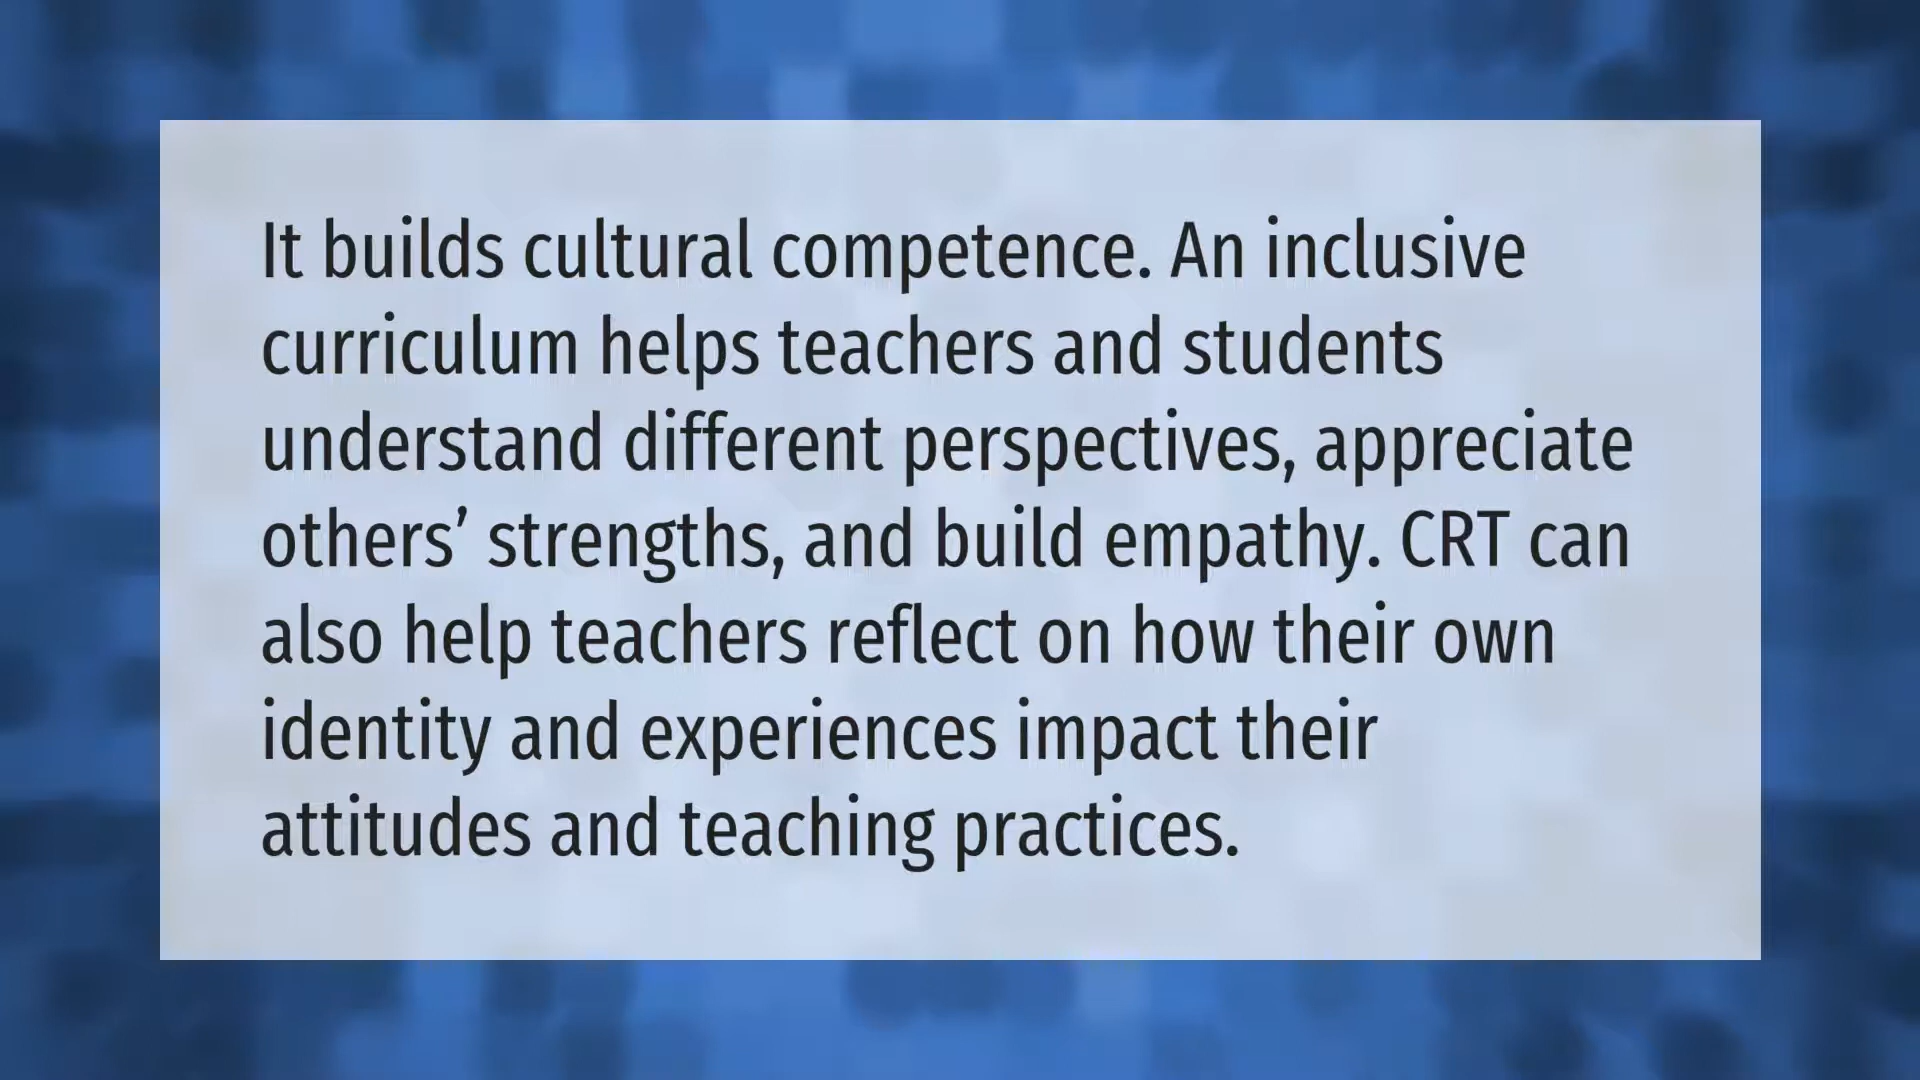 It builds cultural competence. An inclusive
curriculum helps teachers and students
understand different perspectives, appreciate
others’ strengths, and build empathy. CRT can
also help teachers reflect on how their own
identity and experiences impact their
attitudes and teaching practices.